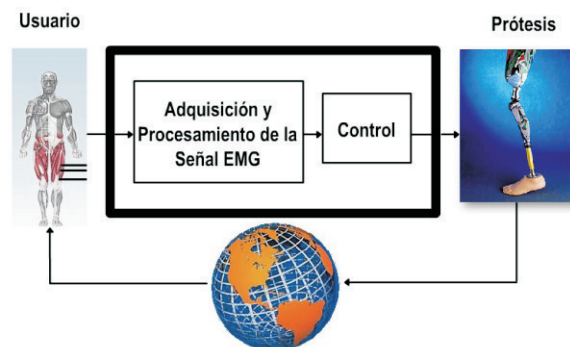 Usuario
Prótesis
Adquisición y
Procesamiento de la
Señal EMG
Control